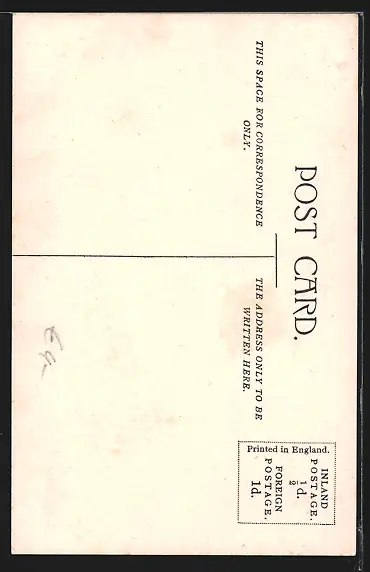 POST CARD.
THIS SPACE FOR CORRESPONDENCE
ONLY.
THE ADDRESS ONLY TO BE
WRITTEN HERE.
Printed in England.
INLAND
POSTAGE.
½d.
FOREIGN
POSTAGE.
1d.